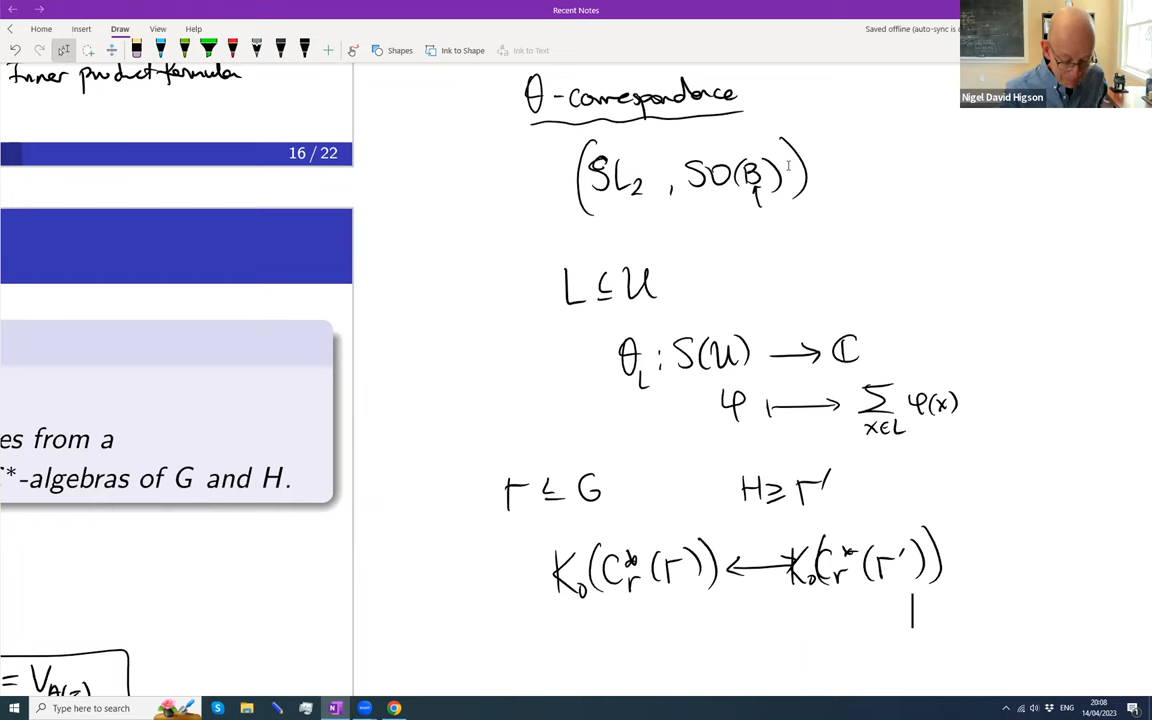 Recent Notes
Home Insert Draw View Help
Saved offline (auto-sync is o
Shapes Ink to Shape Ink to Text
Nigel David Higson
Inner product formula
16 / 22
es from a
*-algebras of G and H.
= V_{A(z)}
θ-correspondence
(SL₂ , SO(B))
↑
L ⊆ U
θ_L : S(U) → ℂ
φ ↦ Σ_{x∈L} φ(x)
Γ ≤ G H ≥ Γ′
K₀(C*_r(Γ)) ← K₀(C*_r(Γ′))
|
Type here to search
ENG
20:08
14/04/2023